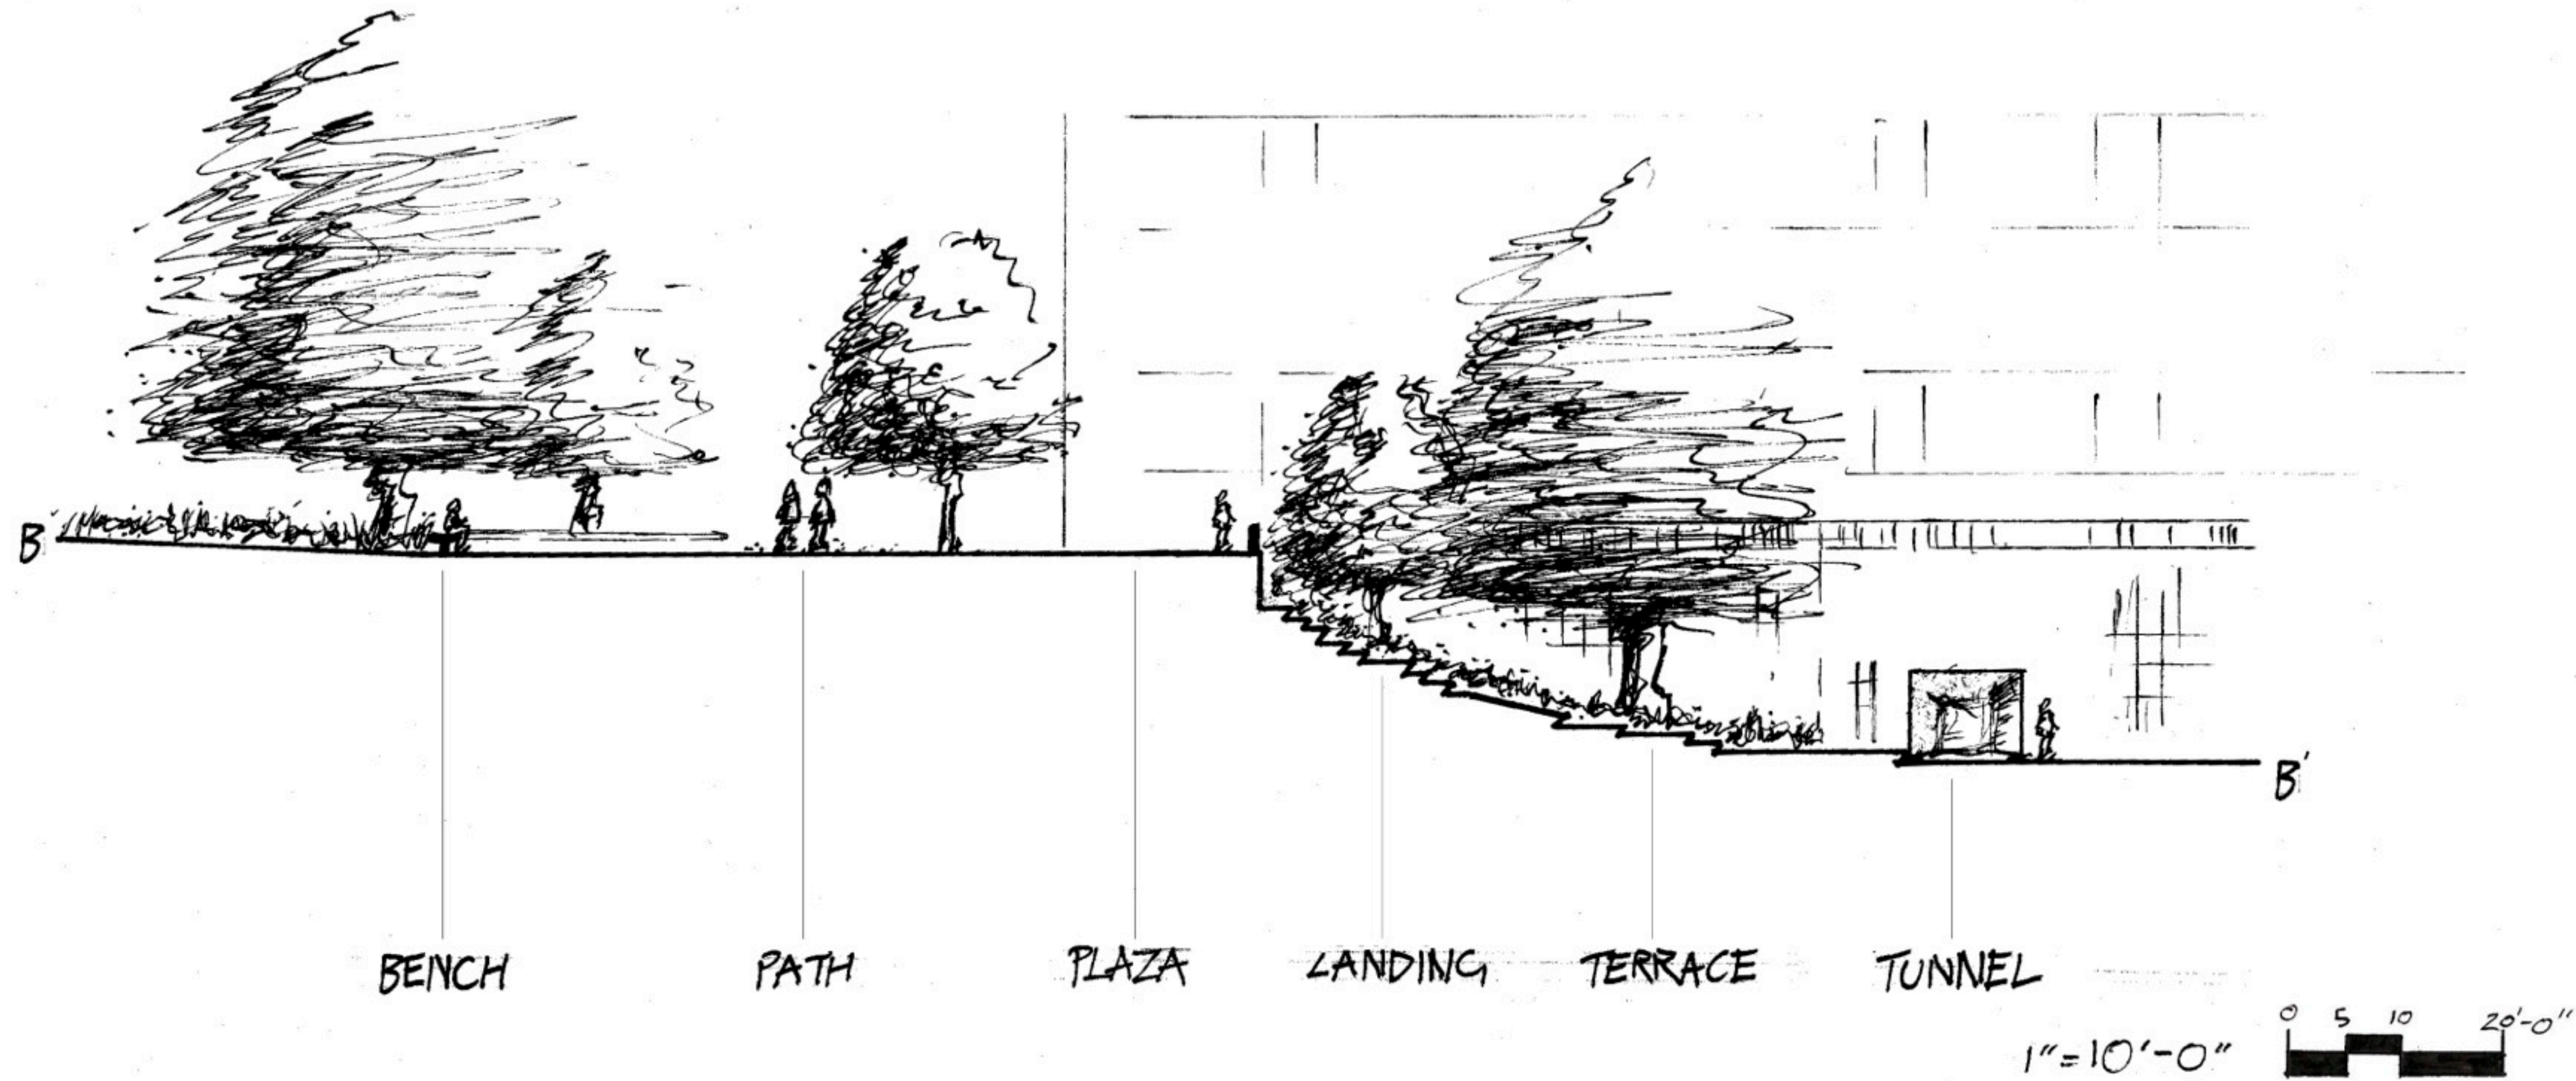 B'
B'
BENCH PATH PLAZA LANDING TERRACE TUNNEL
0 5 10 20'-0"
1"=10'-0"